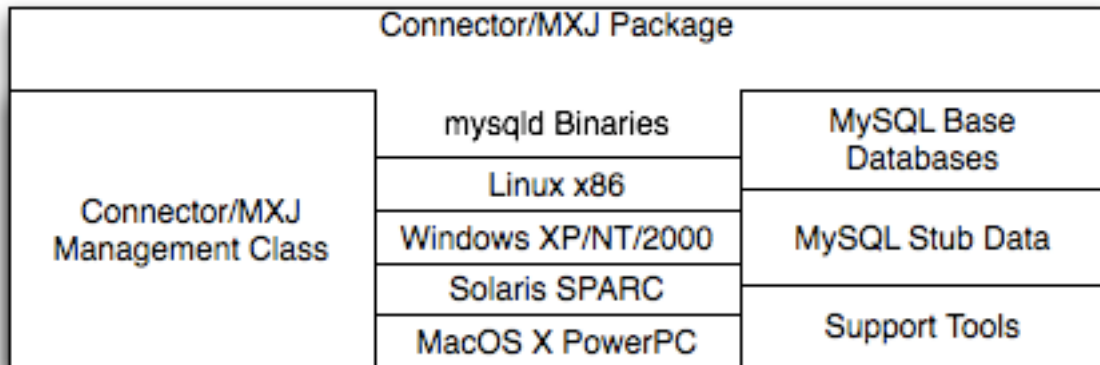 Connector/MXJ Package
Connector/MXJ
Management Class
mysqld Binaries
Linux x86
Windows XP/NT/2000
Solaris SPARC
MacOS X PowerPC
MySQL Base
Databases
MySQL Stub Data
Support Tools